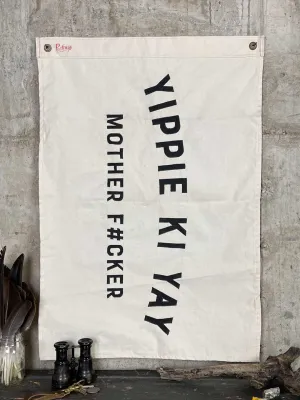 YIPPIE KI YAY
MOTHER F#CKER